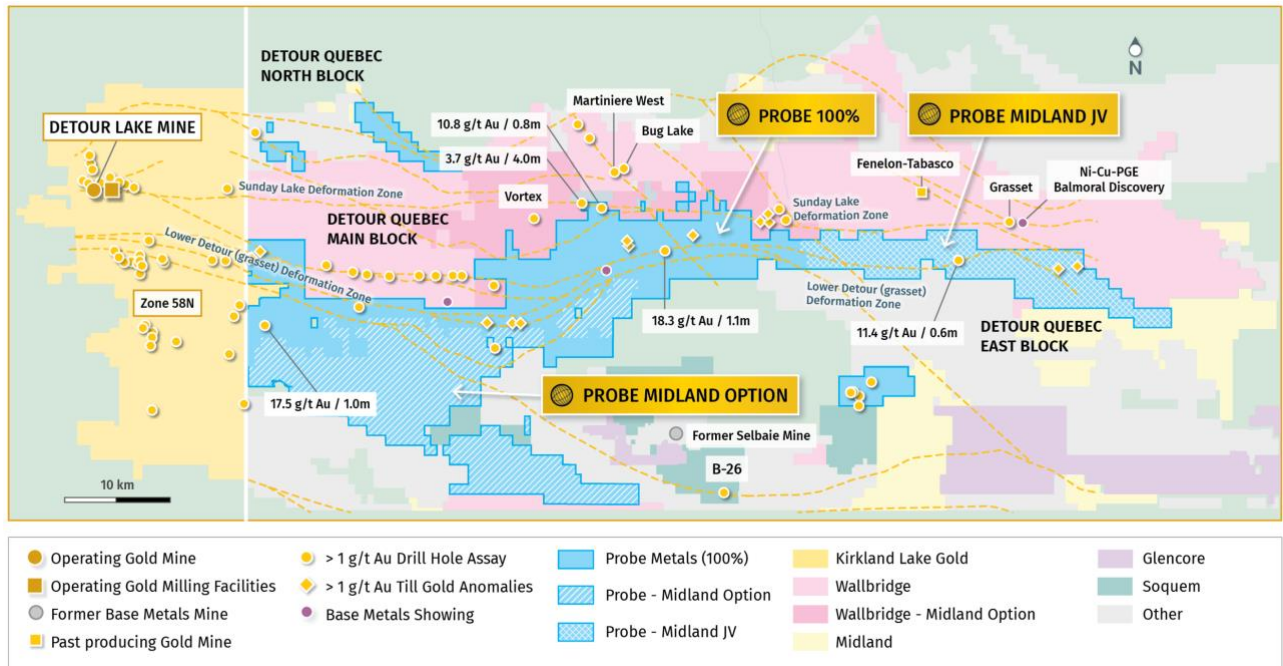 DETOUR QUEBEC
NORTH BLOCK
N
DETOUR LAKE MINE
Martiniere West
10.8 g/t Au / 0.8m
Bug Lake
3.7 g/t Au / 4.0m
PROBE 100%
PROBE MIDLAND JV
Fenelon-Tabasco
Ni-Cu-PGE
Balmoral Discovery
Grasset
Sunday Lake Deformation Zone
Vortex
Sunday Lake
Deformation Zone
DETOUR QUEBEC
MAIN BLOCK
Lower Detour (grasset) Deformation Zone
Zone 58N
Lower Detour (grasset)
Deformation Zone
18.3 g/t Au / 1.1m
11.4 g/t Au / 0.6m
DETOUR QUEBEC
EAST BLOCK
17.5 g/t Au / 1.0m
PROBE MIDLAND OPTION
Former Selbaie Mine
B-26
10 km
Operating Gold Mine
Operating Gold Milling Facilities
Former Base Metals Mine
Past producing Gold Mine
> 1 g/t Au Drill Hole Assay
> 1 g/t Au Till Gold Anomalies
Base Metals Showing
Probe Metals (100%)
Probe - Midland Option
Probe - Midland JV
Kirkland Lake Gold
Wallbridge
Wallbridge - Midland Option
Midland
Glencore
Soquem
Other